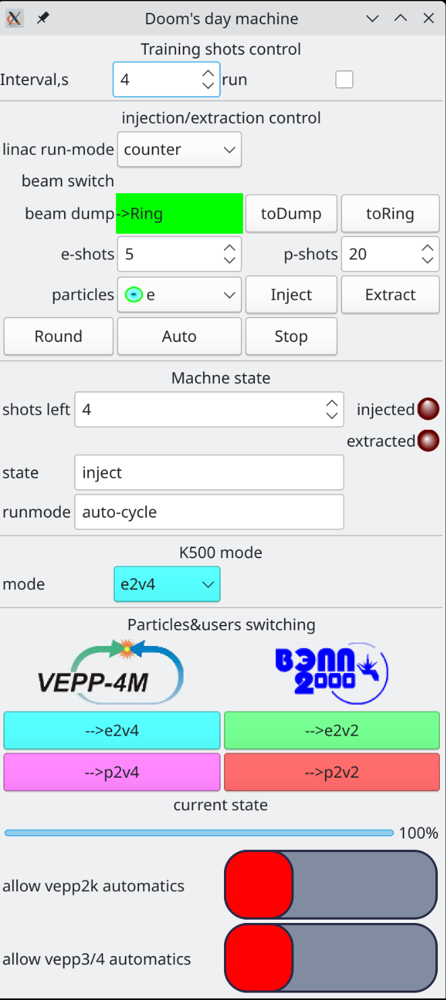 Doom's day machine
Training shots control
Interval,s 4 run
injection/extraction control
linac run-mode counter
beam switch
beam dump ->Ring toDump toRing
e-shots 5 p-shots 20
particles - e Inject Extract
Round Auto Stop
Machne state
shots left 4 injected
extracted
state inject
runmode auto-cycle
K500 mode
mode e2v4
Particles&users switching
VEPP-4M ВЭПП
2000
-->e2v4 -->e2v2
-->p2v4 -->p2v2
current state
100%
allow vepp2k automatics
allow vepp3/4 automatics